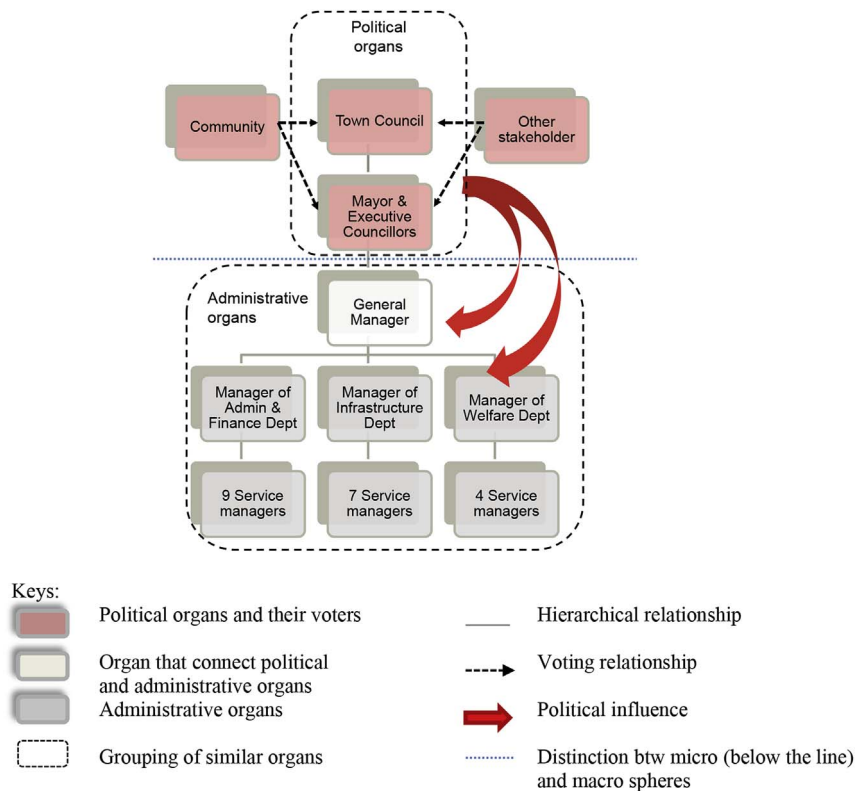 Political
organs
Community
Town Council
Other
stakeholder
Mayor &
Executive
Councillors
Administrative
organs
General
Manager
Manager of
Admin &
Finance Dept
Manager of
Infrastructure
Dept
Manager of
Welfare Dept
9 Service
managers
7 Service
managers
4 Service
managers
Keys:
Political organs and their voters
Organ that connect political
and administrative organs
Administrative organs
Grouping of similar organs
Hierarchical relationship
Voting relationship
Political influence
Distinction btw micro (below the line)
and macro spheres